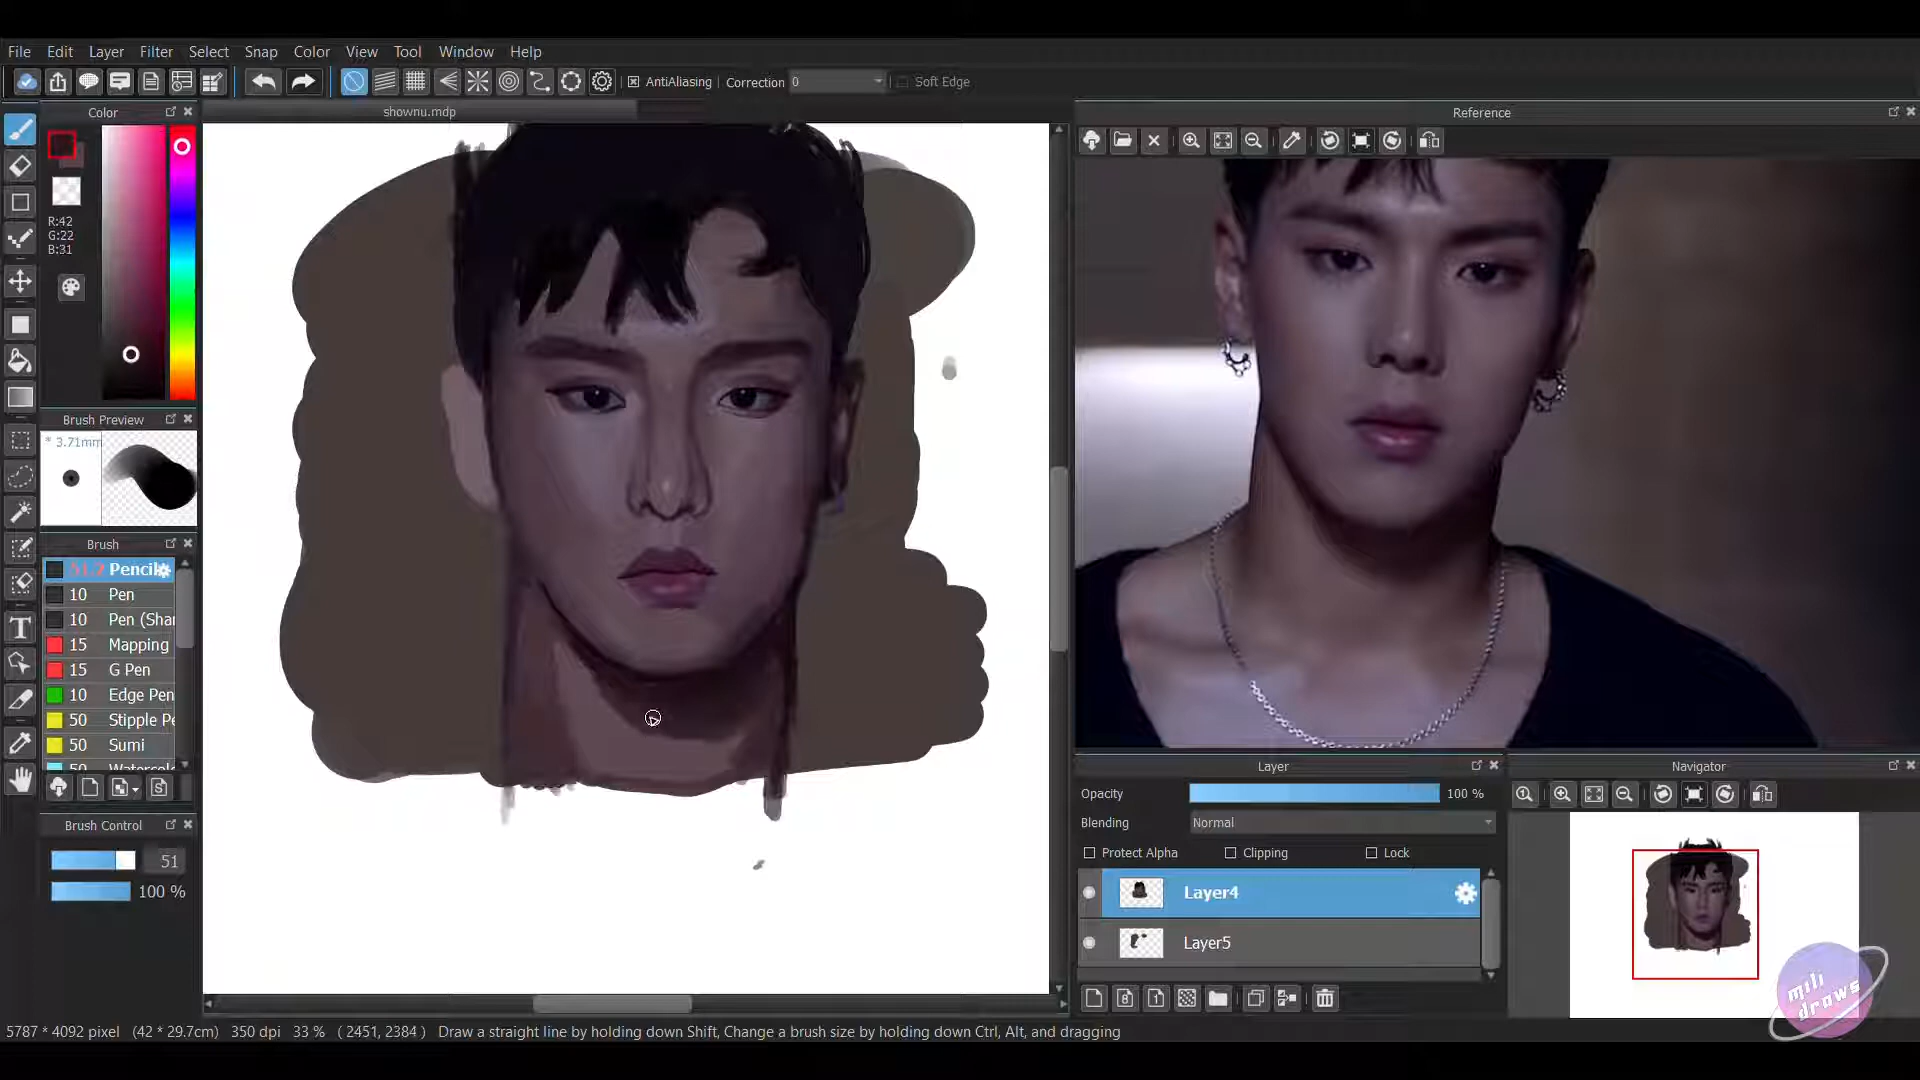 File Edit Layer Filter Select Snap Color View Tool Window Help
AntiAliasing Correction 0 Soft Edge
Color
shownu.mdp
Reference
R:42
G:22
B:31
Brush Preview
* 3.71mm
Brush
51.2 Pencil
10 Pen
10 Pen (Shar
15 Mapping
15 G Pen
10 Edge Pen
50 Stipple Pe
50 Sumi
50 Watercolo
Brush Control
51
100 %
Layer
Opacity 100 %
Blending Normal
Protect Alpha Clipping Lock
Layer4
Layer5
Navigator
mili
draws
5787 * 4092 pixel (42 * 29.7cm) 350 dpi 33 % ( 2451, 2384 ) Draw a straight line by holding down Shift, Change a brush size by holding down Ctrl, Alt, and dragging